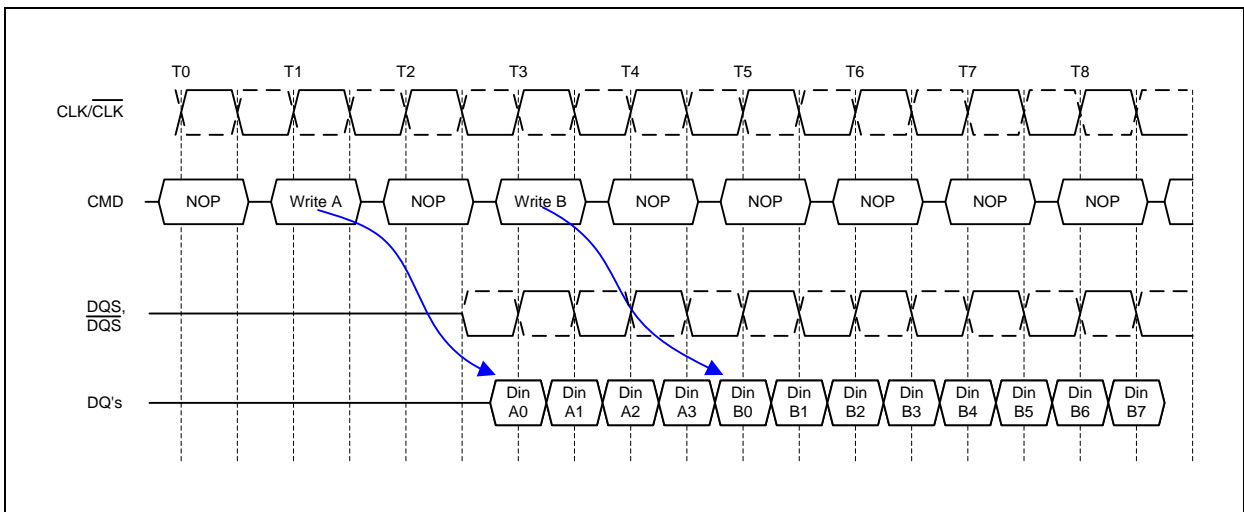 T0 T1 T2 T3 T4 T5 T6 T7 T8
CLK/CLK
CMD NOP Write A NOP Write B NOP NOP NOP NOP NOP
DQS,
DQS
DQ's Din Din Din Din Din Din Din Din Din Din Din Din
A0 A1 A2 A3 B0 B1 B2 B3 B4 B5 B6 B7